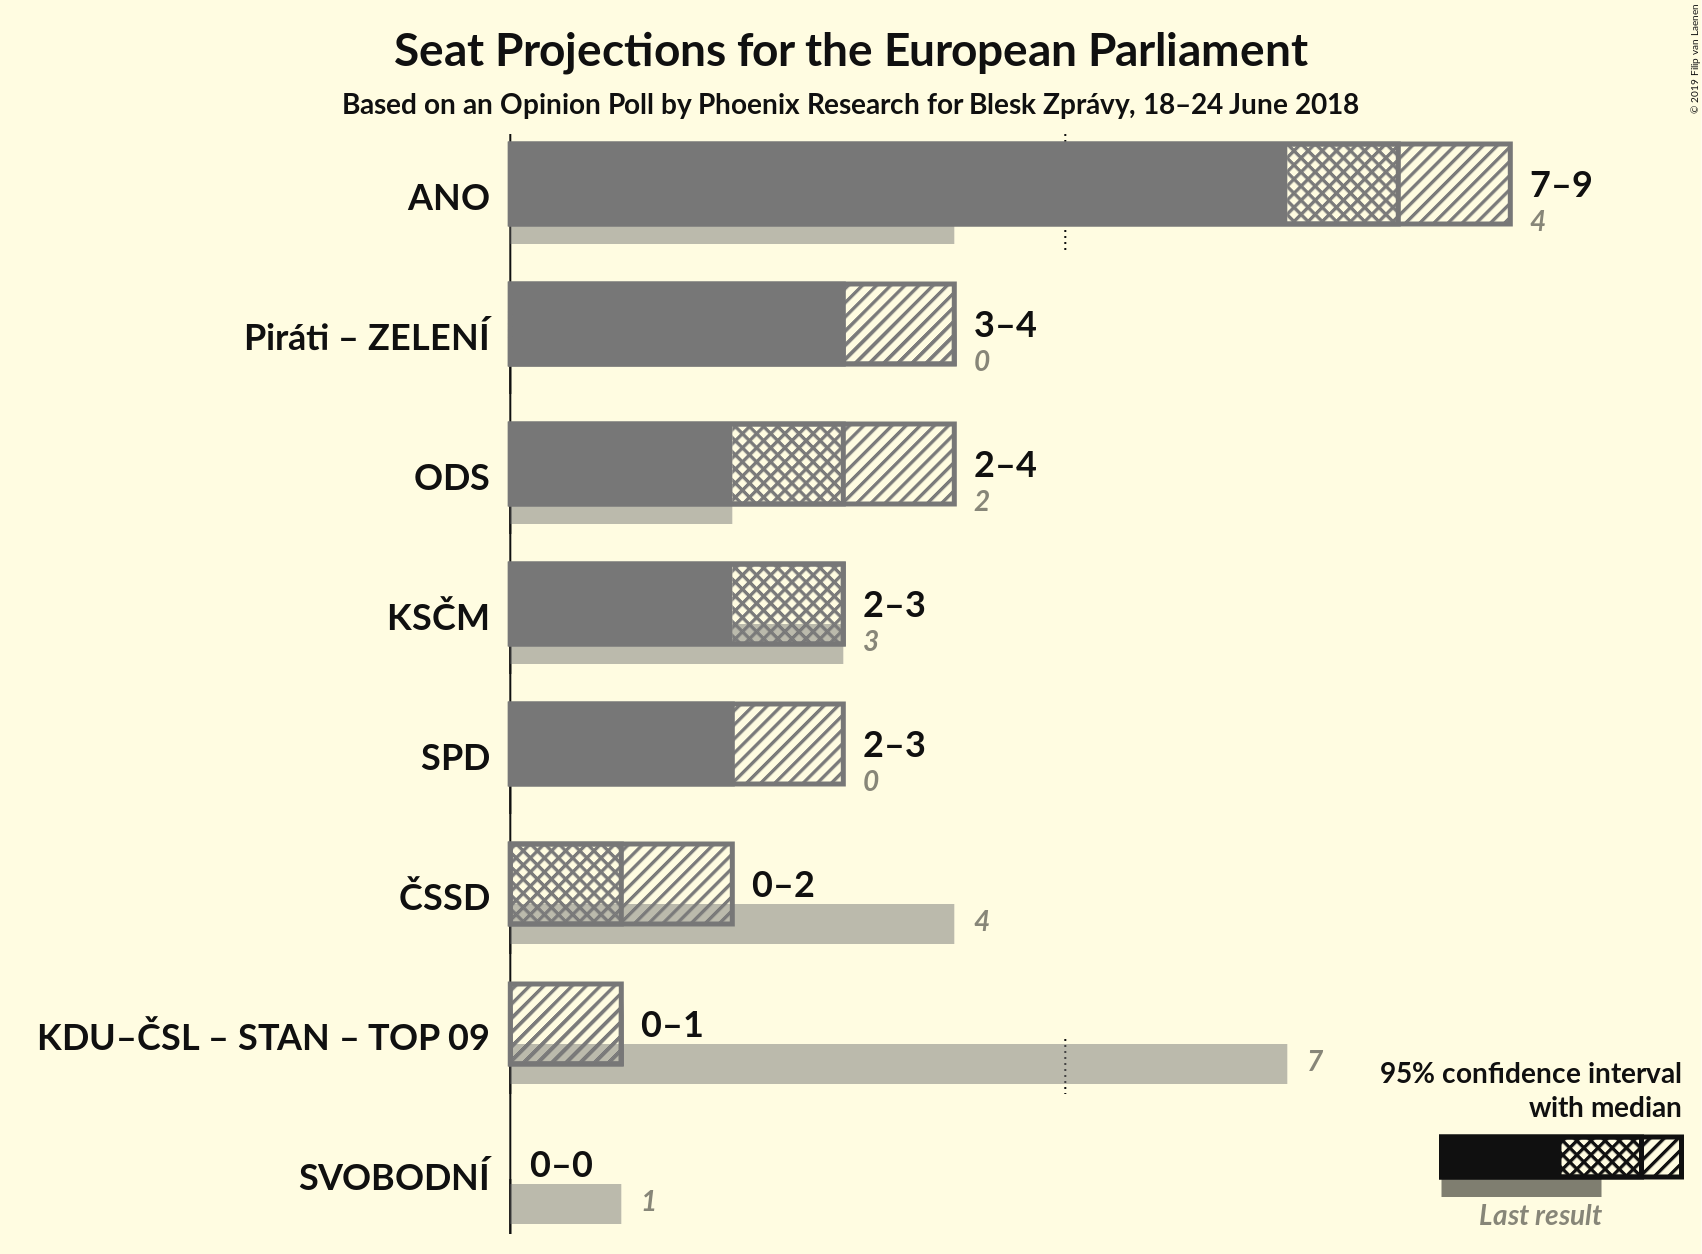 Seat Projections for the European Parliament
Based on an Opinion Poll by Phoenix Research for Blesk Zprávy, 18–24 June 2018
© 2019 Filip van Laenen
ANO
7–9
4
Piráti – ZELENÍ
3–4
0
ODS
2–4
2
KSČM
2–3
3
SPD
2–3
0
ČSSD
0–2
4
KDU–ČSL – STAN – TOP 09
0–1
7
SVOBODNÍ
0–0
1
95% confidence interval
with median
Last result